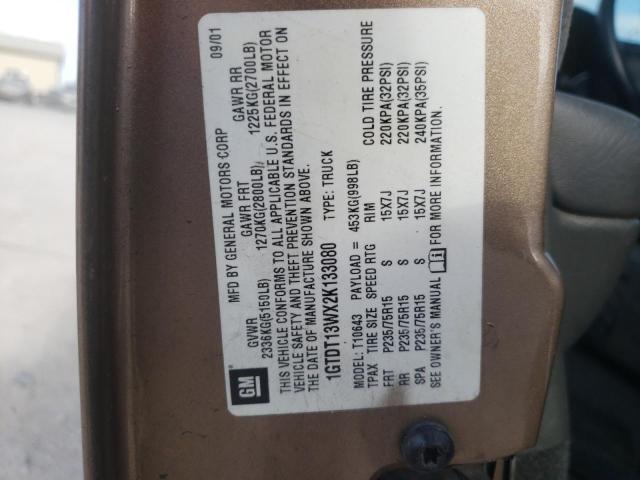 GM
MFD BY GENERAL MOTORS CORP 09/01
GVWR GAWR FRT GAWR RR
2336KG(5150LB) 1270KG(2800LB) 1225KG(2700LB)
THIS VEHICLE CONFORMS TO ALL APPLICABLE U.S. FEDERAL MOTOR
VEHICLE SAFETY AND THEFT PREVENTION STANDARDS IN EFFECT ON
THE DATE OF MANUFACTURE SHOWN ABOVE.
1GTDT13WX2K133080 TYPE: TRUCK
MODEL: T10643 PAYLOAD = 453KG(998LB)
TPAX TIRE SIZE SPEED RTG RIM COLD TIRE PRESSURE
FRT P235/75R15 S 15X7J 220KPA(32PSI)
RR P235/75R15 S 15X7J 220KPA(32PSI)
SPA P235/75R15 S 15X7J 240KPA(35PSI)
SEE OWNER'S MANUAL FOR MORE INFORMATION.